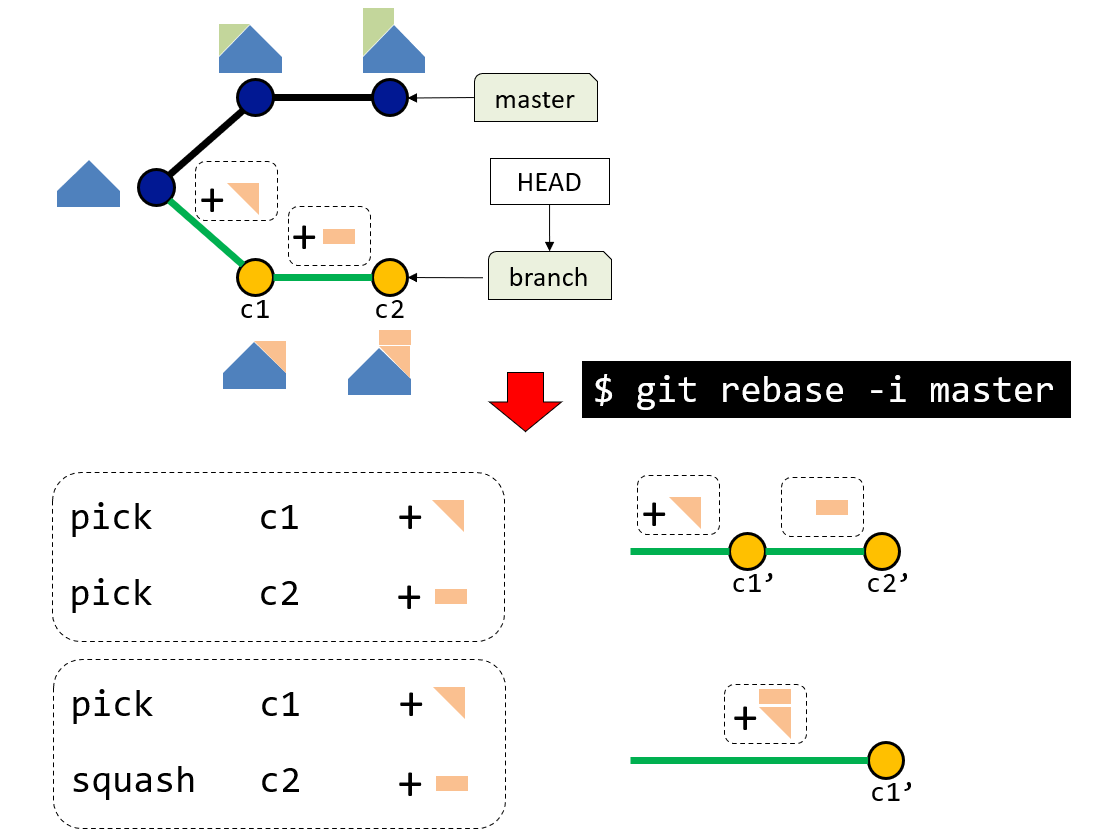 master
HEAD
+
+
branch
c1 c2
$ git rebase -i master
pick c1 +
pick c2 +
+
c1’ c2’
pick c1 +
squash c2 +
+
c1’